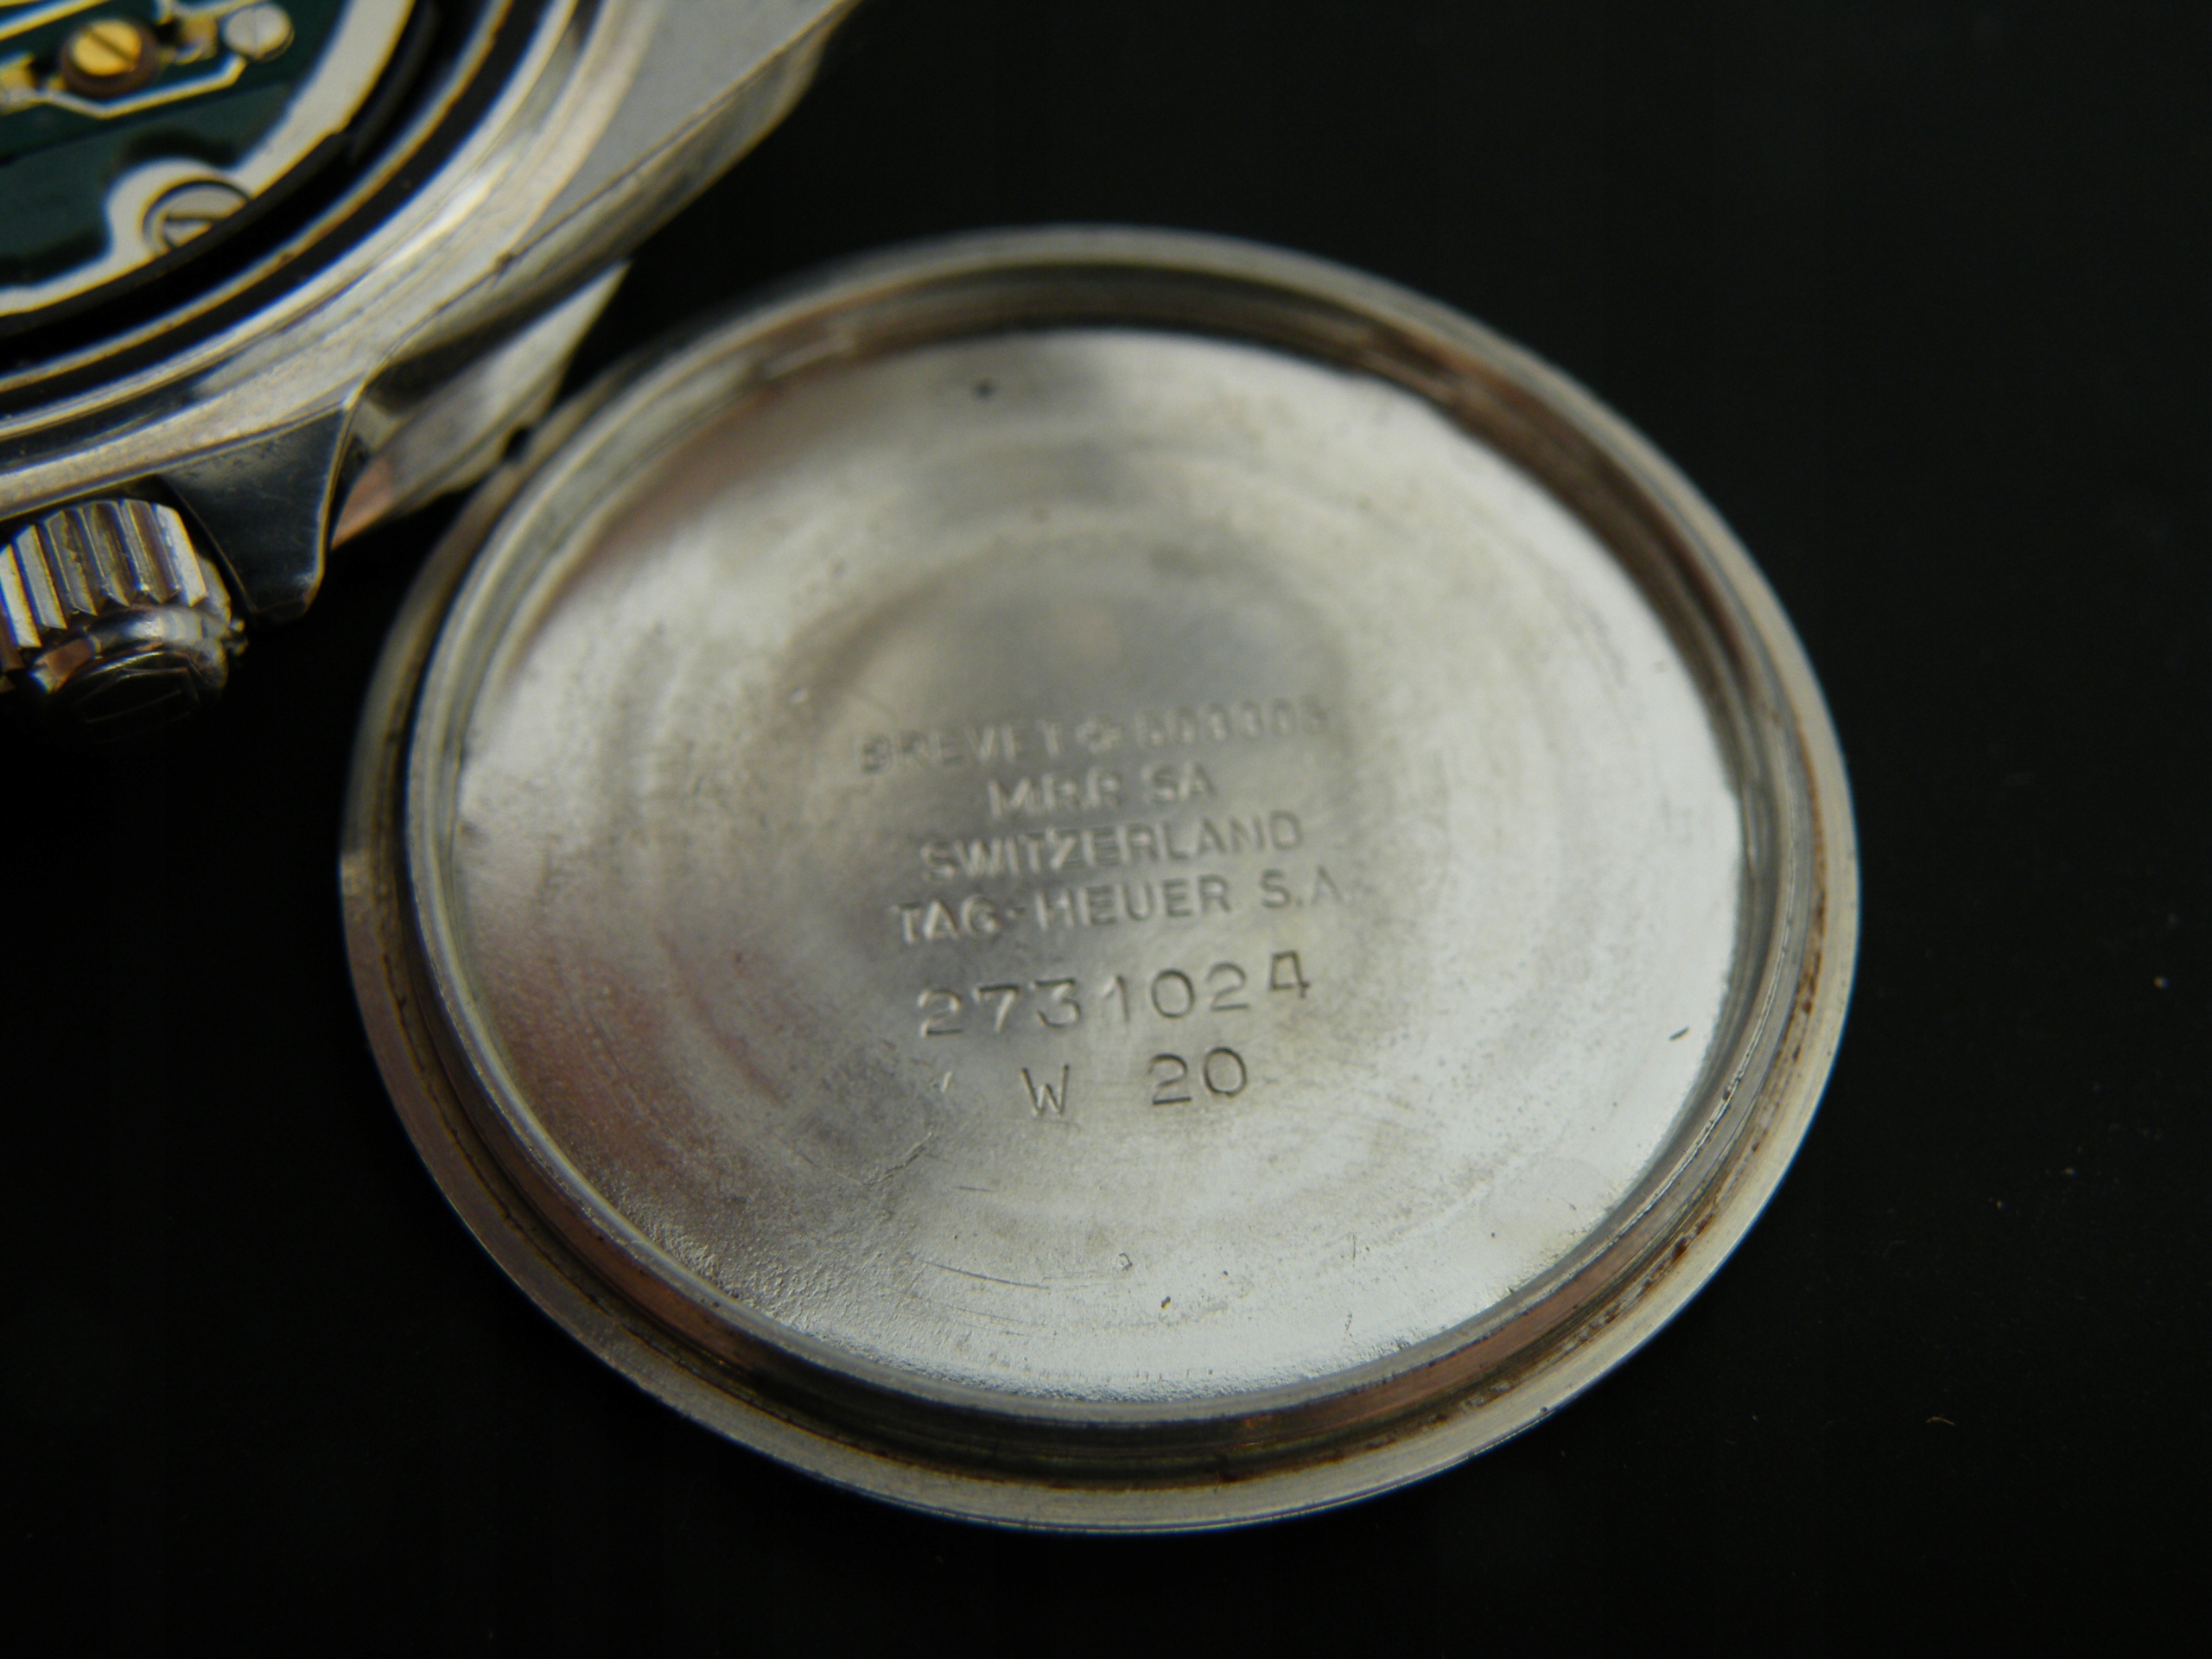 BREVET
SA
SWITZERLAND
TAG-HEUER S.A.
2731024
W 20